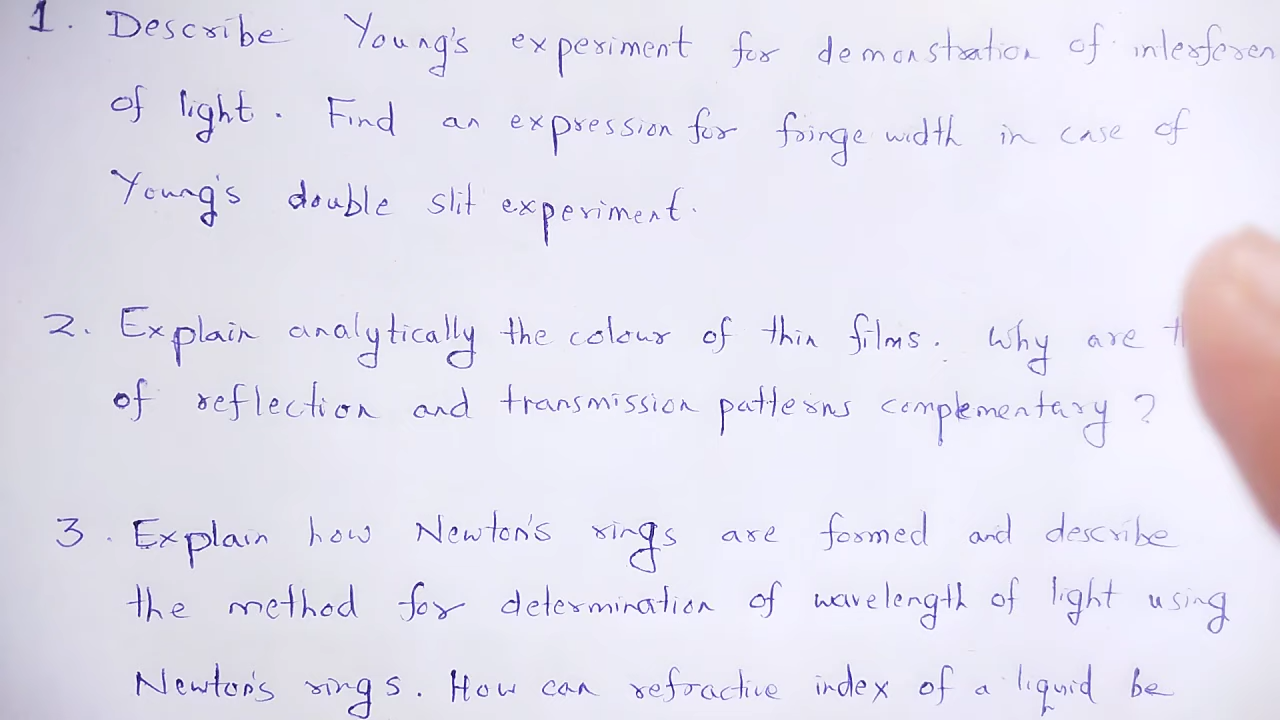 1. Describe Young's experiment for demonstration of interferen
of light. Find an expression for fringe width in case of
Young's double slit experiment.
2. Explain analytically the colour of thin films. Why are
of reflection and transmission patterns complementary?
3. Explain how Newton's rings are formed and describe
the method for determination of wavelength of light using
Newton's rings. How can refractive index of a liquid be